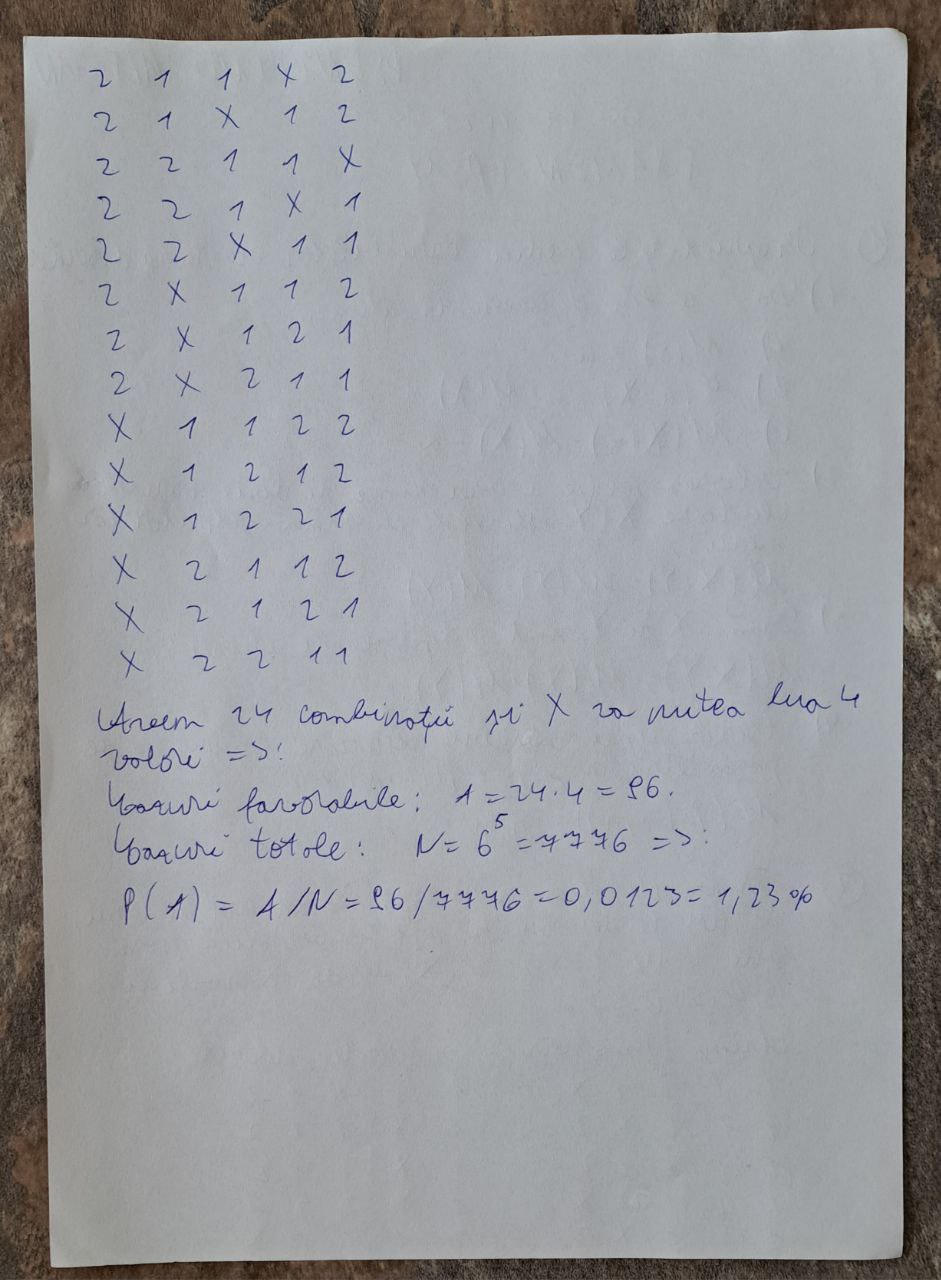 2 1 1 X 2
2 1 X 1 2
2 2 1 1 X
2 2 1 X 1
2 2 X 1 1
2 X 1 1 2
2 X 1 2 1
2 X 2 1 1
X 1 1 2 2
X 1 2 1 2
X 1 2 2 1
X 2 1 1 2
X 2 1 2 1
X 2 2 1 1
Avem 24 combinații și X va putea lua 4
valori =>:
Cazuri favorabile: A = 24·4 = 96.
Cazuri totale: N = 6⁵ = 7776 =>:
P(A) = A/N = 96/7776 = 0,0123 = 1,23%